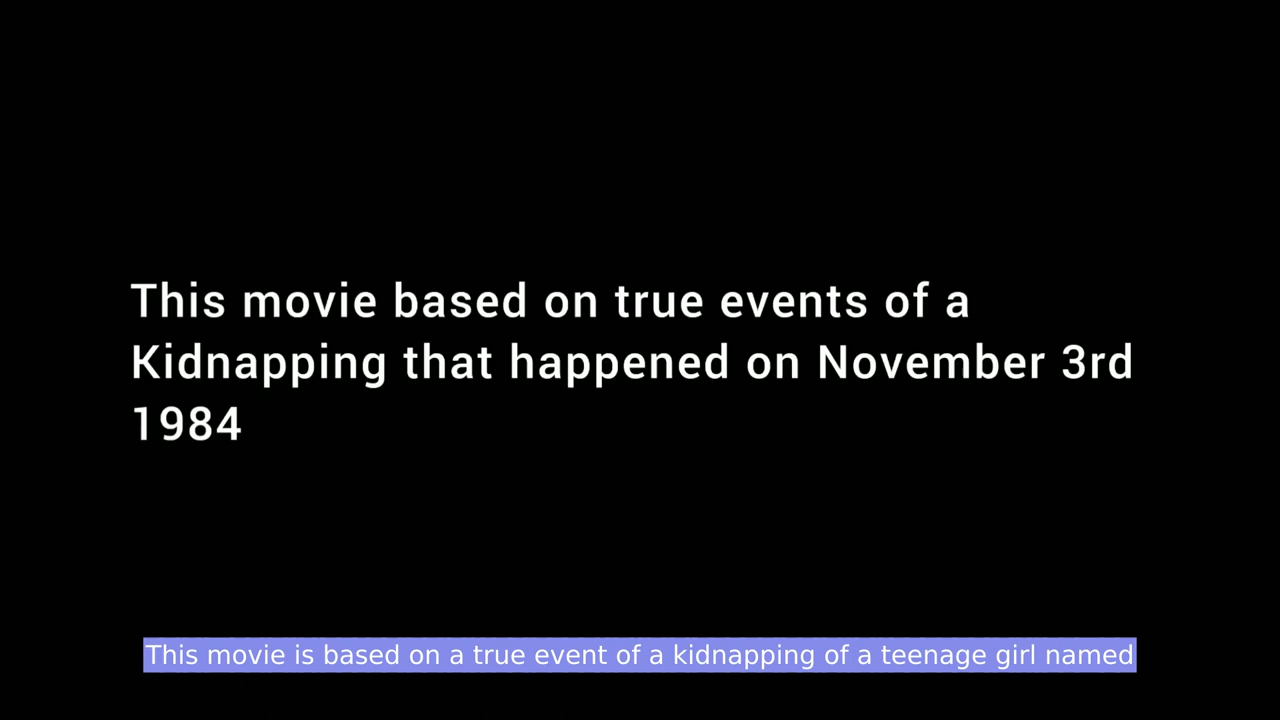 This movie based on true events of a
Kidnapping that happened on November 3rd
1984
This movie is based on a true event of a kidnapping of a teenage girl named